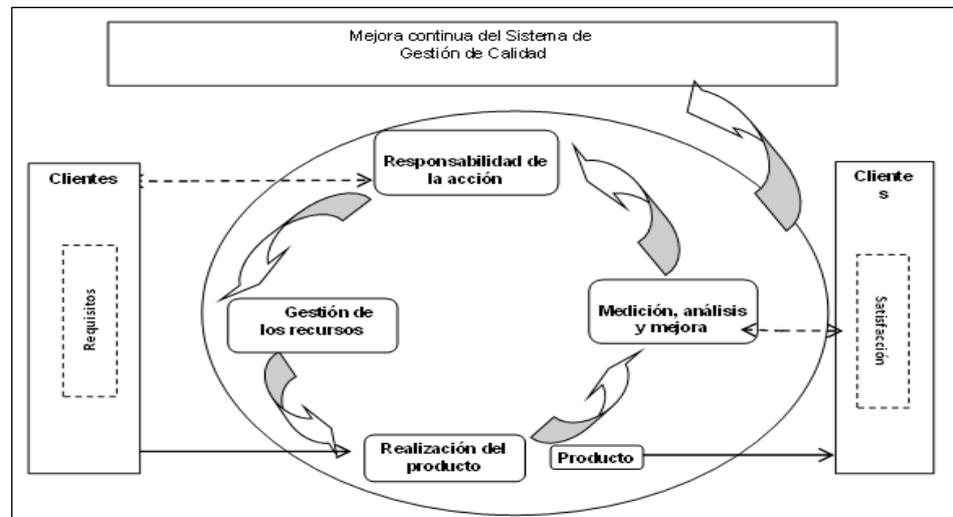 Mejora continua del Sistema de
Gestión de Calidad
Responsabilidad de
la acción
Clientes
Cliente
s
Requisitos
Gestión de
los recursos
Medición, análisis
y mejora
Satisfacción
Realización del
producto
Producto